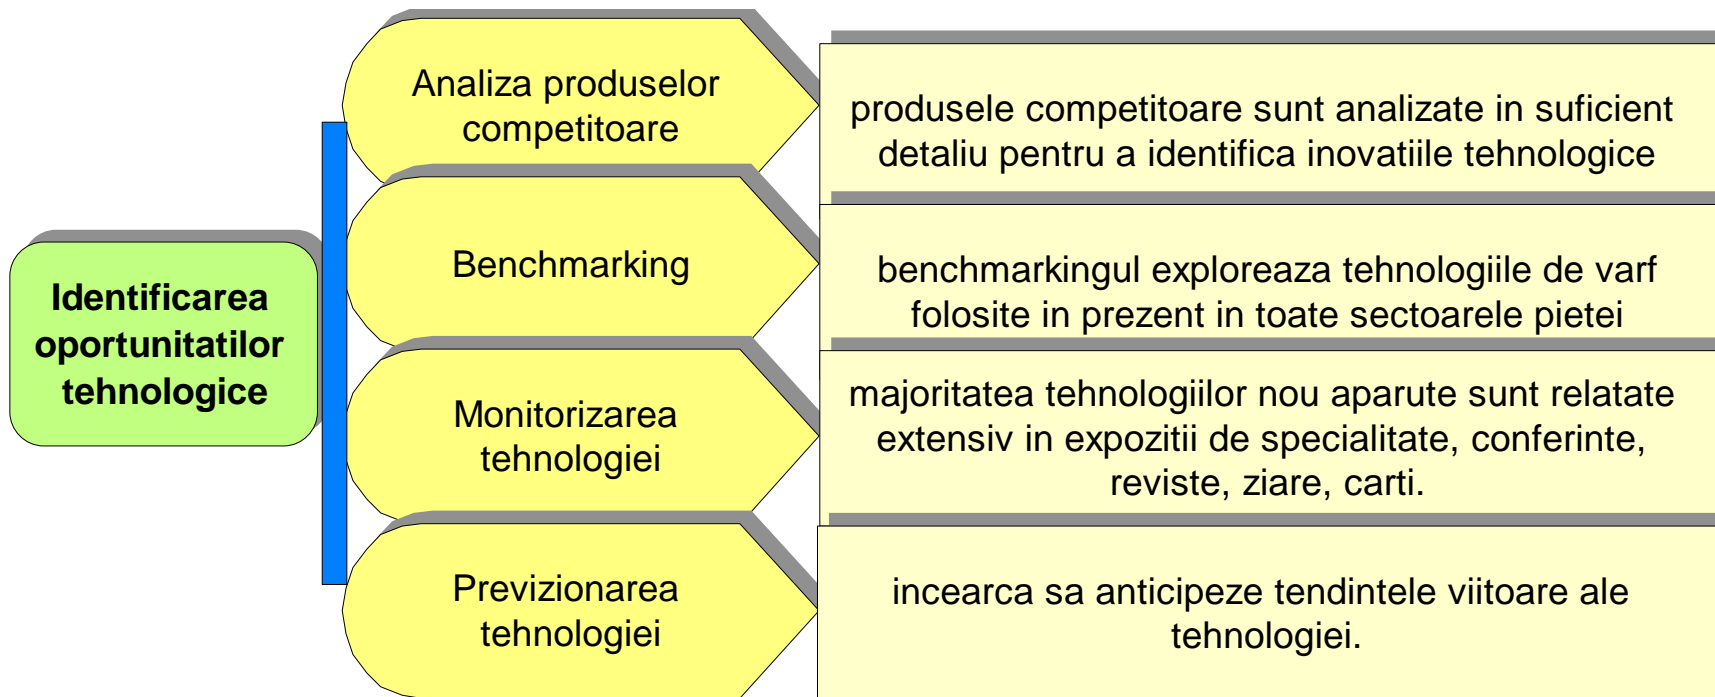 Identificarea
oportunitatilor
tehnologice
Analiza produselor
competitoare
produsele competitoare sunt analizate in suficient
detaliu pentru a identifica inovatiile tehnologice
Benchmarking
benchmarkingul exploreaza tehnologiile de varf
folosite in prezent in toate sectoarele pietei
Monitorizarea
tehnologiei
majoritatea tehnologiilor nou aparute sunt relatate
extensiv in expozitii de specialitate, conferinte,
reviste, ziare, carti.
Previzionarea
tehnologiei
incearca sa anticipeze tendintele viitoare ale
tehnologiei.